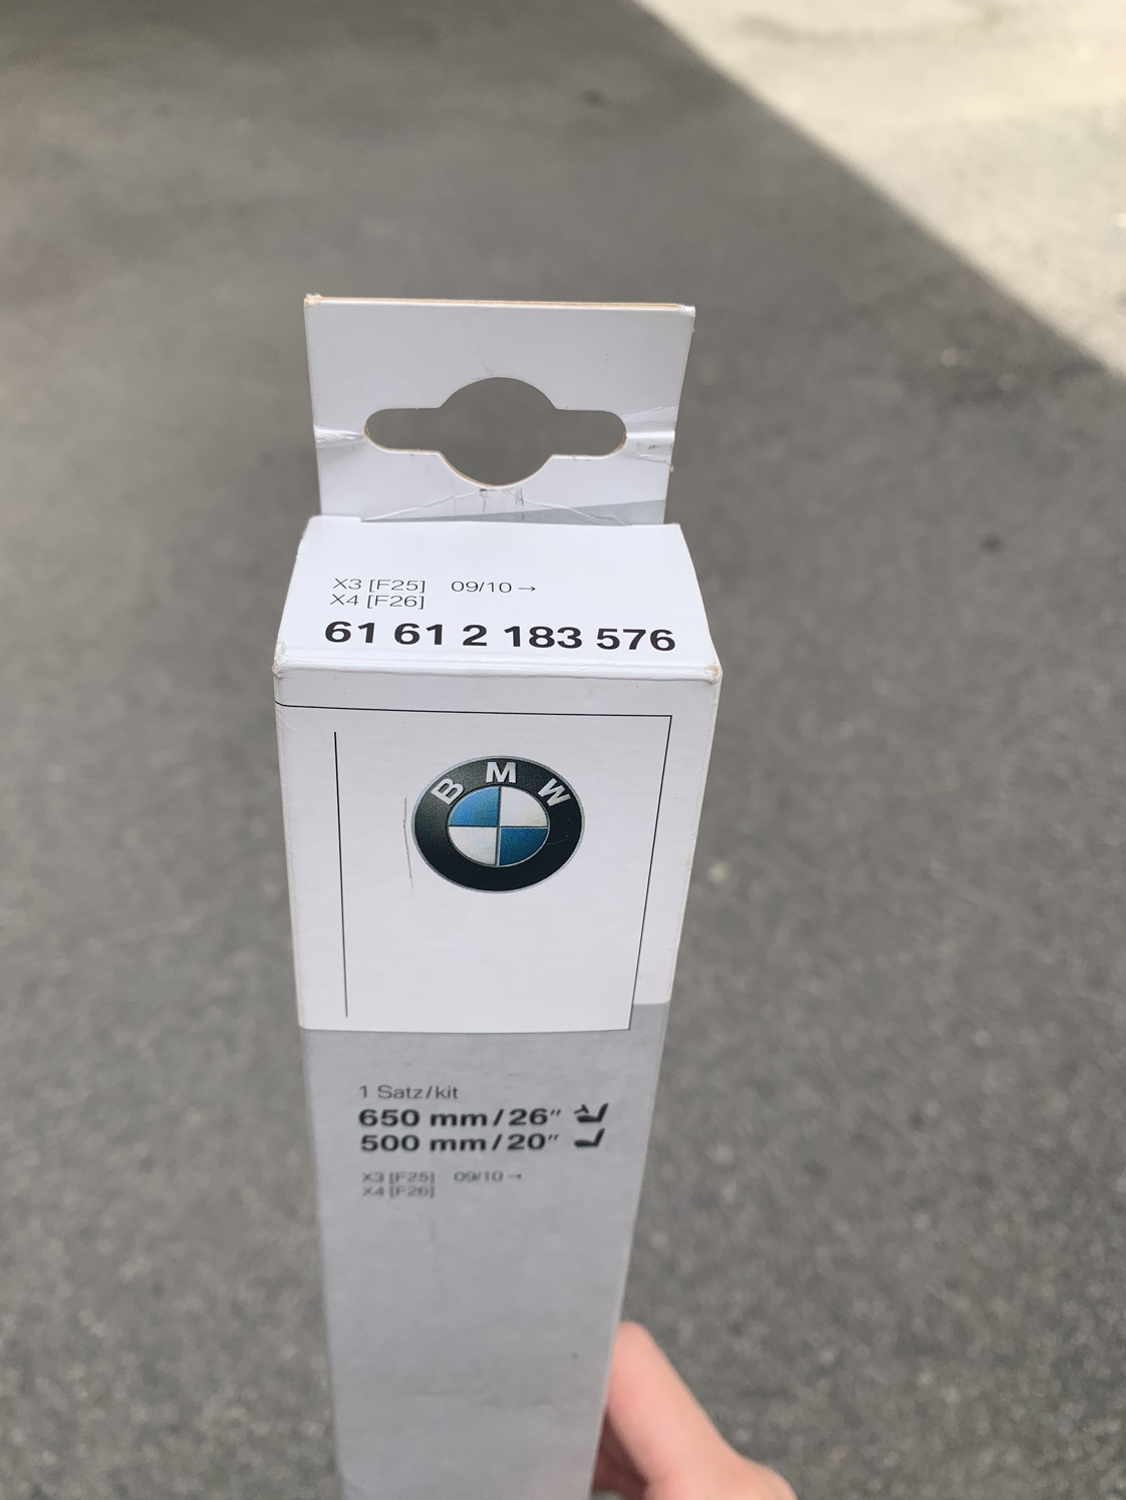 X3 [F25] 09/10→
X4 [F26]
61 61 2 183 576
BMW
1 Satz/kit
650 mm/26″
500 mm/20″
X3 [F25] 09/10→
X4 [F26]